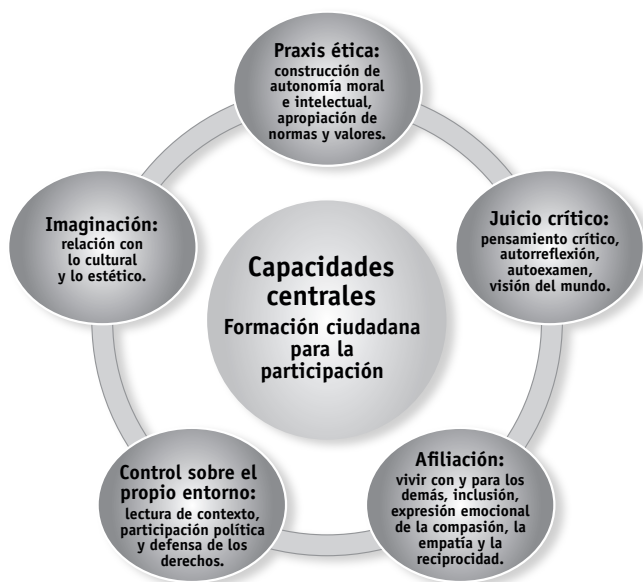 Praxis ética:
construcción de
autonomía moral
e intelectual,
apropiación de
normas y valores.
Imaginación:
relación con
lo cultural
y lo estético.
Juicio crítico:
pensamiento crítico,
autorreflexión,
autoexamen,
visión del mundo.
Capacidades
centrales
Formación ciudadana
para la
participación
Control sobre el
propio entorno:
lectura de contexto,
participación política
y defensa de los
derechos.
Afiliación:
vivir con y para los
demás, inclusión,
expresión emocional
de la compasión, la
empatía y la
reciprocidad.